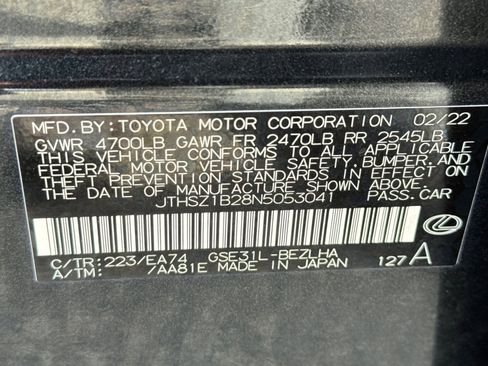 MFD.BY:TOYOTA MOTOR CORPORATION 02/22
GVWR 4700LB GAWR FR 2470LB RR 2545LB
THIS VEHICLE CONFORMS TO ALL APPLICABLE
FEDERAL MOTOR VEHICLE SAFETY,BUMPER,AND
THEFT PREVENTION STANDARDS IN EFFECT ON
THE DATE OF MANUFACTURE SHOWN ABOVE.
JTHSZ1B28N5053041 PASS.CAR
C/TR:223/EA74 GSE31L-BEZLHA
A/TM: /AA81E MADE IN JAPAN 127A